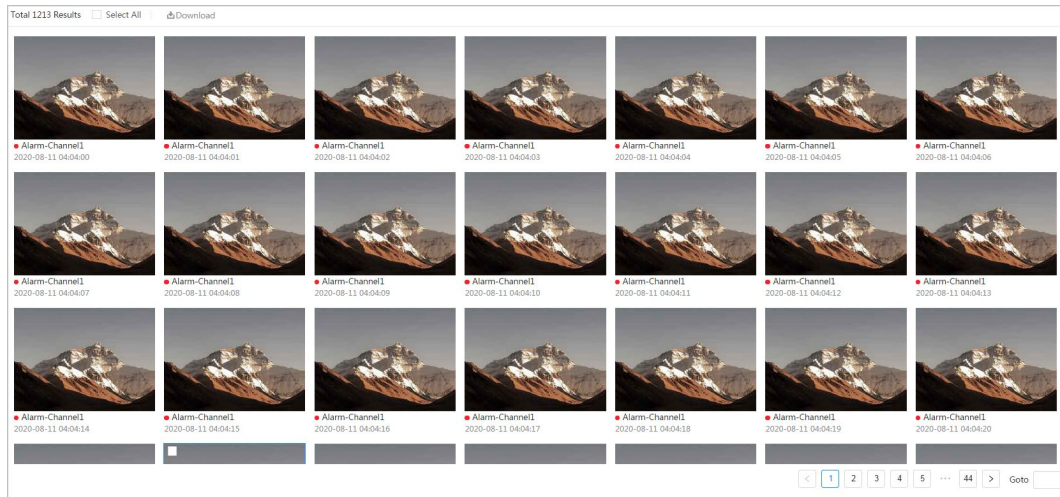 Total 1213 Results Select All Download
Alarm-Channel1 Alarm-Channel1 Alarm-Channel1 Alarm-Channel1 Alarm-Channel1 Alarm-Channel1 Alarm-Channel1
2020-08-11 04:04:00 2020-08-11 04:04:01 2020-08-11 04:04:02 2020-08-11 04:04:03 2020-08-11 04:04:04 2020-08-11 04:04:05 2020-08-11 04:04:06
Alarm-Channel1 Alarm-Channel1 Alarm-Channel1 Alarm-Channel1 Alarm-Channel1 Alarm-Channel1 Alarm-Channel1
2020-08-11 04:04:07 2020-08-11 04:04:08 2020-08-11 04:04:09 2020-08-11 04:04:10 2020-08-11 04:04:11 2020-08-11 04:04:12 2020-08-11 04:04:13
Alarm-Channel1 Alarm-Channel1 Alarm-Channel1 Alarm-Channel1 Alarm-Channel1 Alarm-Channel1 Alarm-Channel1
2020-08-11 04:04:14 2020-08-11 04:04:15 2020-08-11 04:04:16 2020-08-11 04:04:17 2020-08-11 04:04:18 2020-08-11 04:04:19 2020-08-11 04:04:20
< 1 2 3 4 5 ••• 44 > Goto